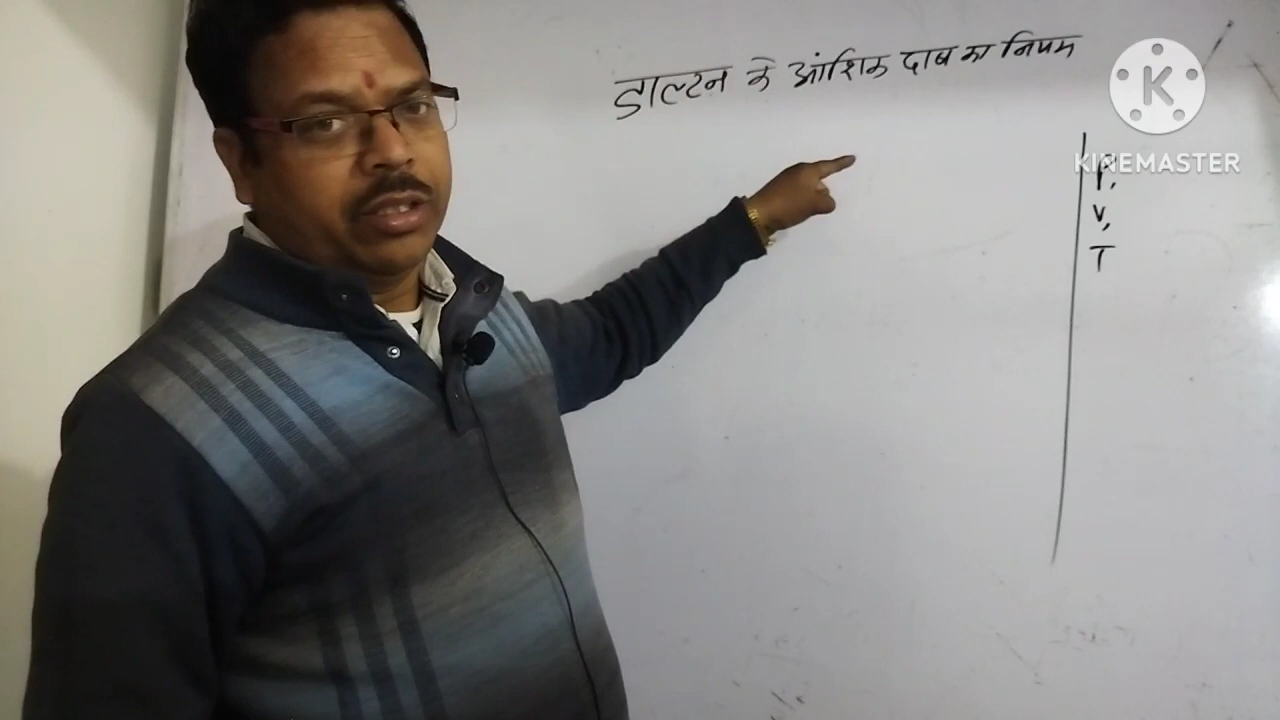 डाल्टन के आंशिक दाब का नियम
K
KINEMASTER
P,
V,
T